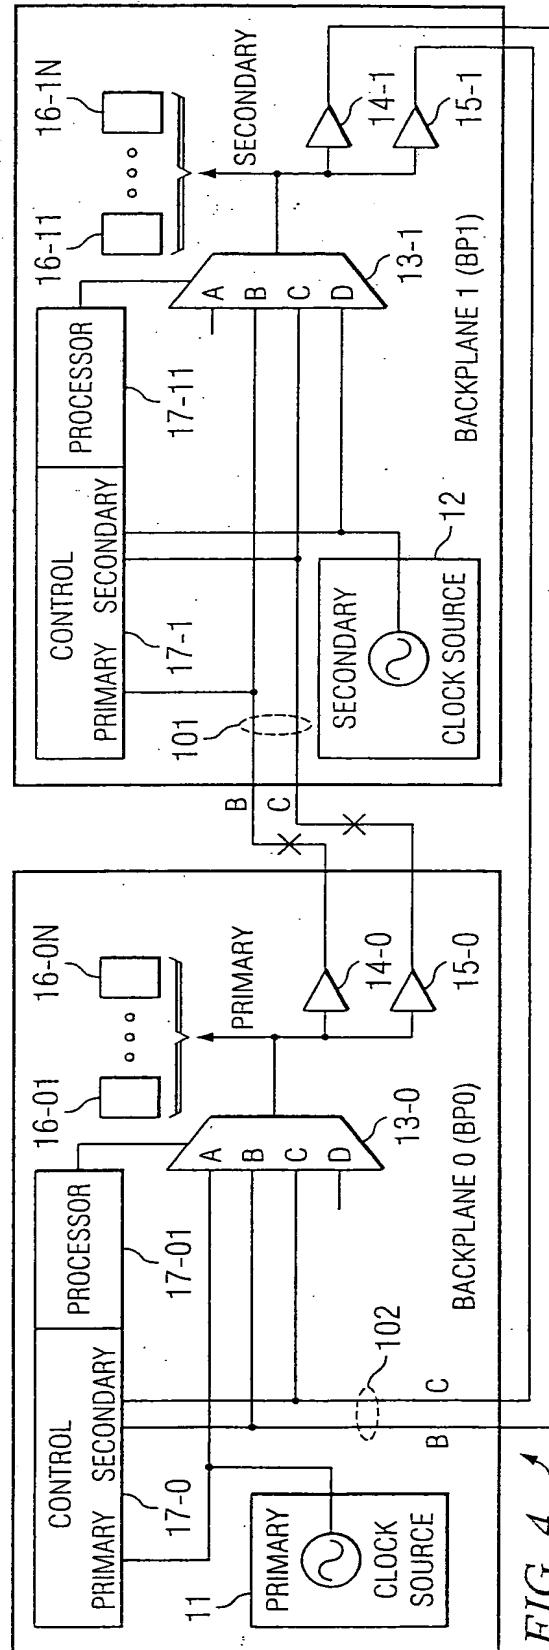 16-01
16-0N
CONTROL
PRIMARY SECONDARY
PROCESSOR
17-0
17-01
PRIMARY
A
B
C
D
13-0
14-0
15-0
11
PRIMARY
CLOCK
SOURCE
102
B
C
BACKPLANE 0 (BP0)
B
C
16-11
16-1N
CONTROL
PRIMARY SECONDARY
PROCESSOR
17-1
17-11
SECONDARY
A
B
C
D
13-1
14-1
15-1
101
SECONDARY
CLOCK SOURCE
12
BACKPLANE 1 (BP1)
FIG. 4